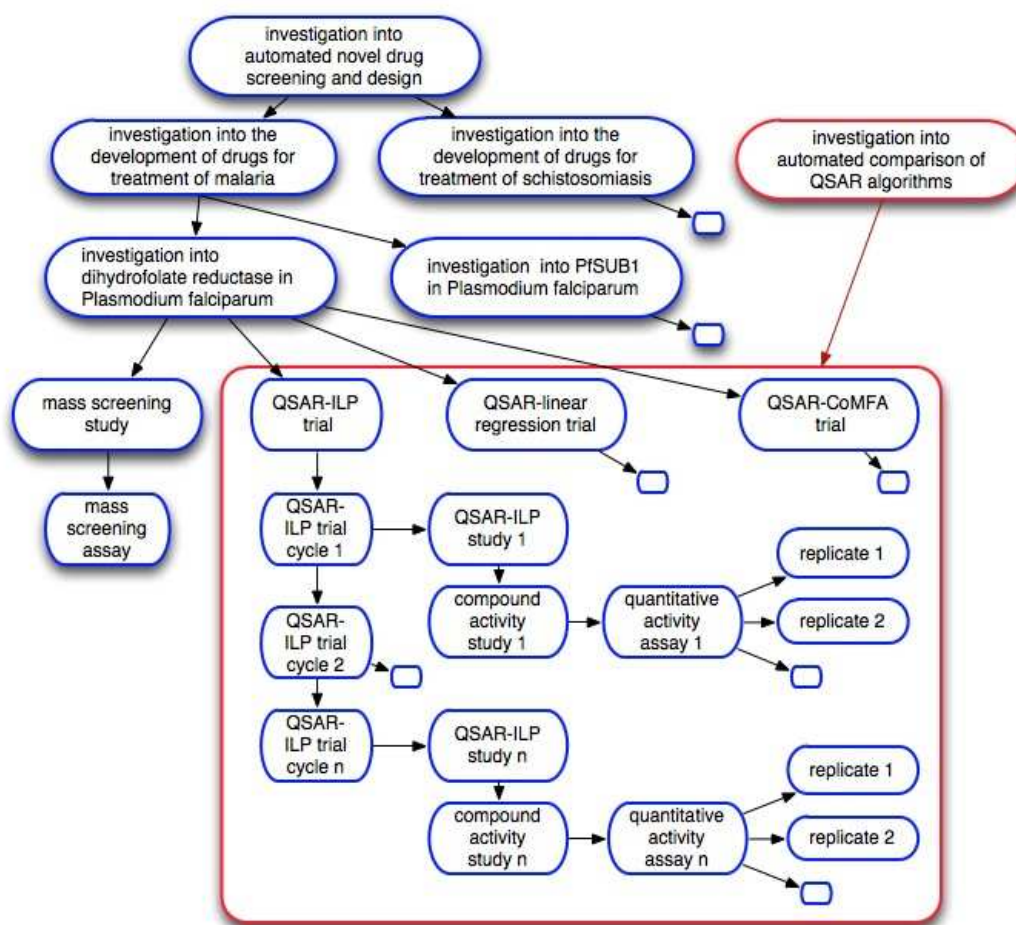 investigation into
automated novel drug
screening and design
investigation into the
development of drugs for
treatment of malaria
investigation into the
development of drugs for
treatment of schistosomiasis
investigation into
automated comparison of
QSAR algorithms
investigation into
dihydrofolate reductase in
Plasmodium falciparum
investigation into PfSUB1
in Plasmodium falciparum
mass screening
study
QSAR-ILP
trial
QSAR-linear
regression trial
QSAR-CoMFA
trial
mass
screening
assay
QSAR-
ILP trial
cycle 1
QSAR-ILP
study 1
compound
activity
study 1
quantitative
activity
assay 1
replicate 1
replicate 2
QSAR-
ILP trial
cycle 2
QSAR-
ILP trial
cycle n
QSAR-ILP
study n
compound
activity
study n
quantitative
activity
assay n
replicate 1
replicate 2